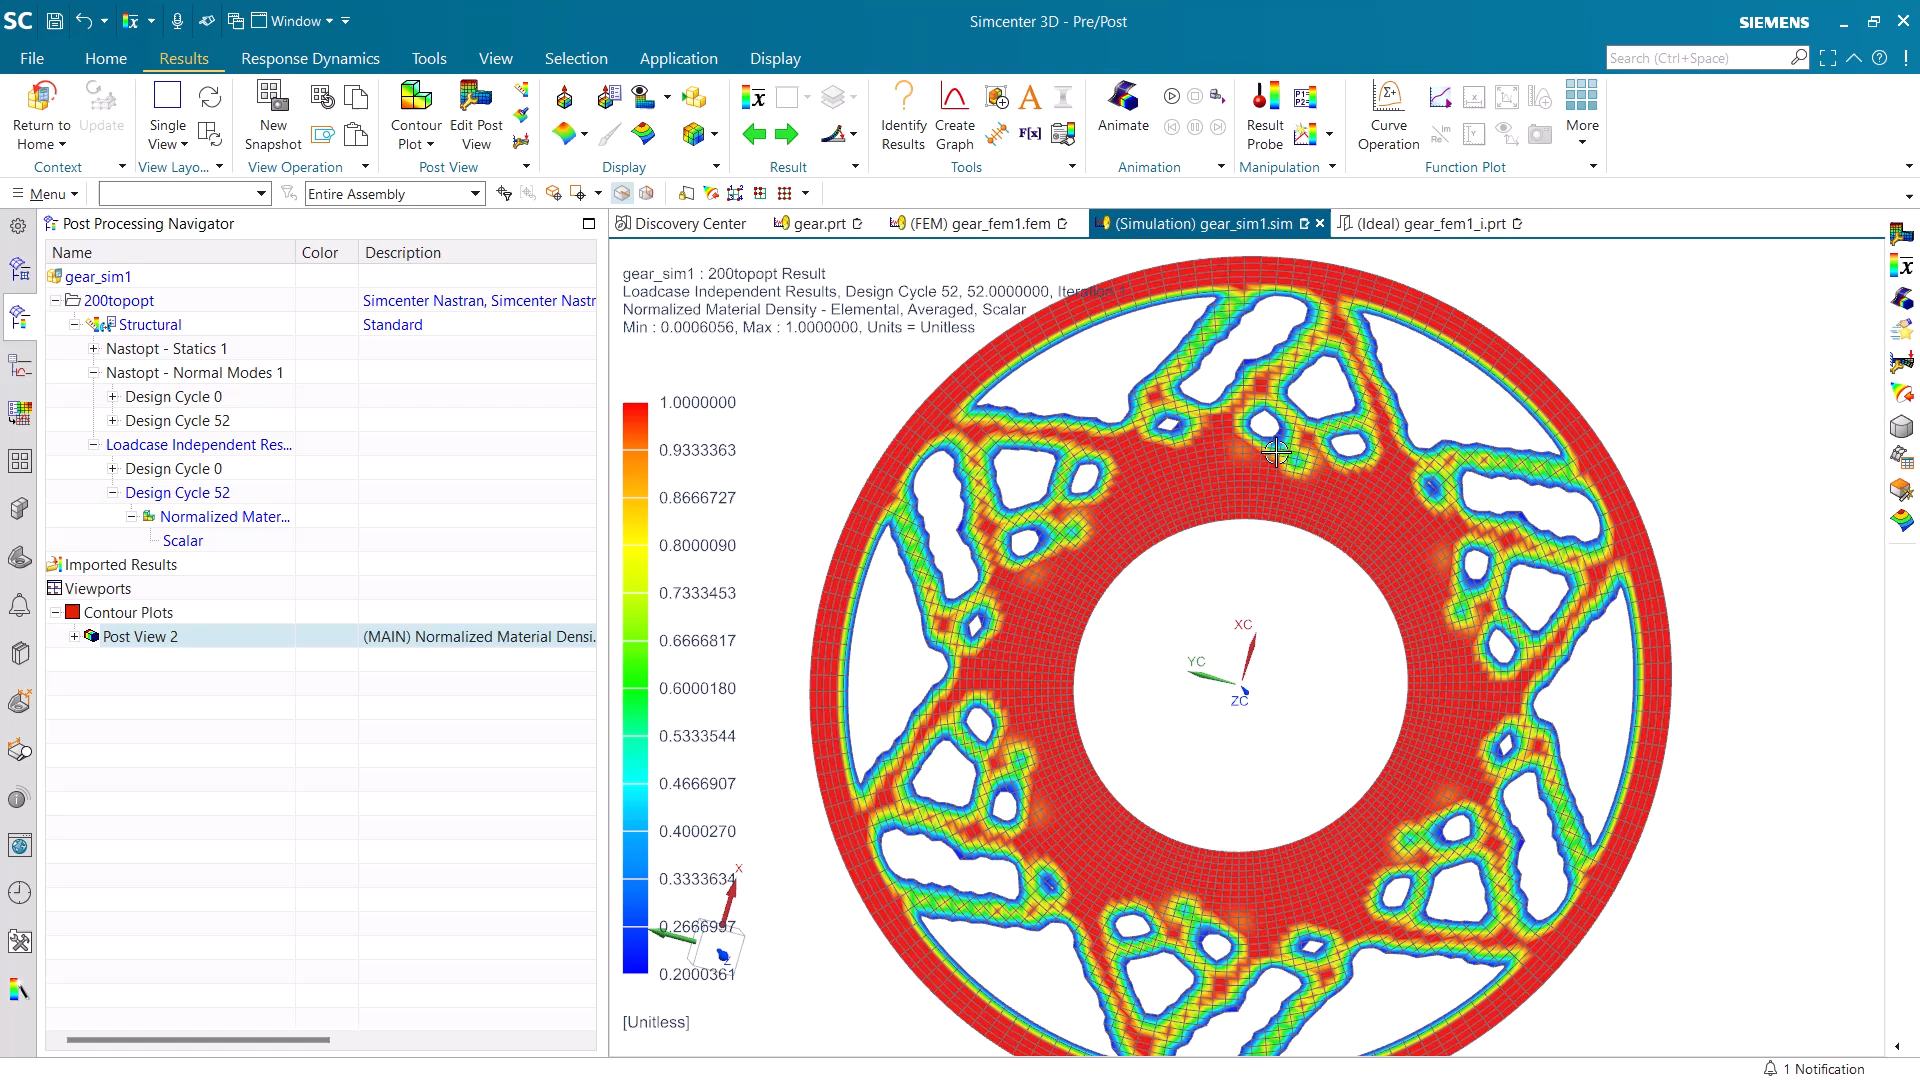 SC
Window
Simcenter 3D - Pre/Post
SIEMENS
File
Home
Results
Response Dynamics
Tools
View
Selection
Application
Display
Search (Ctrl+Space)
Return to Home
Update
Single View
New Snapshot
Contour Plot
Edit Post View
Identify Results
Create Graph
Animate
Result Probe
Curve Operation
More
Context
View Layo...
View Operation
Post View
Display
Result
Tools
Animation
Manipulation
Function Plot
Menu
Entire Assembly
Post Processing Navigator
Discovery Center
gear.prt
(FEM) gear_fem1.fem
(Simulation) gear_sim1.sim
(Ideal) gear_fem1_i.prt
Name
Color
Description
gear_sim1
200topopt
Simcenter Nastran, Simcenter Nastr
Structural
Standard
Nastopt - Statics 1
Nastopt - Normal Modes 1
Design Cycle 0
Design Cycle 52
Loadcase Independent Res...
Design Cycle 0
Design Cycle 52
Normalized Mater...
Scalar
Imported Results
Viewports
Contour Plots
Post View 2
(MAIN) Normalized Material Densi.
gear_sim1 : 200topopt Result
Loadcase Independent Results, Design Cycle 52, 52.0000000, Iteration 1
Normalized Material Density - Elemental, Averaged, Scalar
Min : 0.0006056, Max : 1.0000000, Units = Unitless
1.0000000
0.9333363
0.8666727
0.8000090
0.7333453
0.6666817
0.6000180
0.5333544
0.4666907
0.4000270
0.3333634
0.2666997
0.2000361
[Unitless]
X
Z
XC
YC
ZC
1 Notification